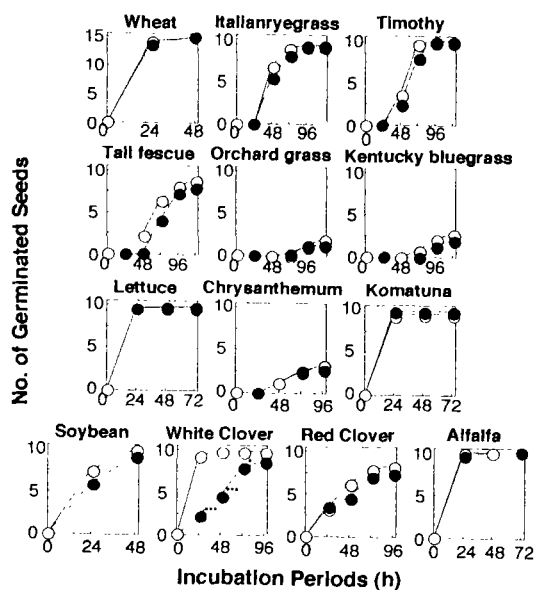 No. of Germinated Seeds
Wheat
15
10
5
0
0 24 48
Italianryegrass
10
5
0
0 48 96
Timothy
10
5
0
0 48 96
Tall fescue
10
5
0
0 48 96
Orchard grass
10
5
0
0 48 96
Kentucky bluegrass
10
5
0
0 48 96
Lettuce
10
5
0
0 24 48 72
Chrysanthemum
10
5
0
0 48 96
Komatuna
10
5
0
0 24 48 72
Soybean
10
5
0
0 24 48
White Clover
10
5
0
0 48 96
Red Clover
10
5
0
0 48 96
Alfalfa
10
5
0
0 24 48 72
Incubation Periods (h)